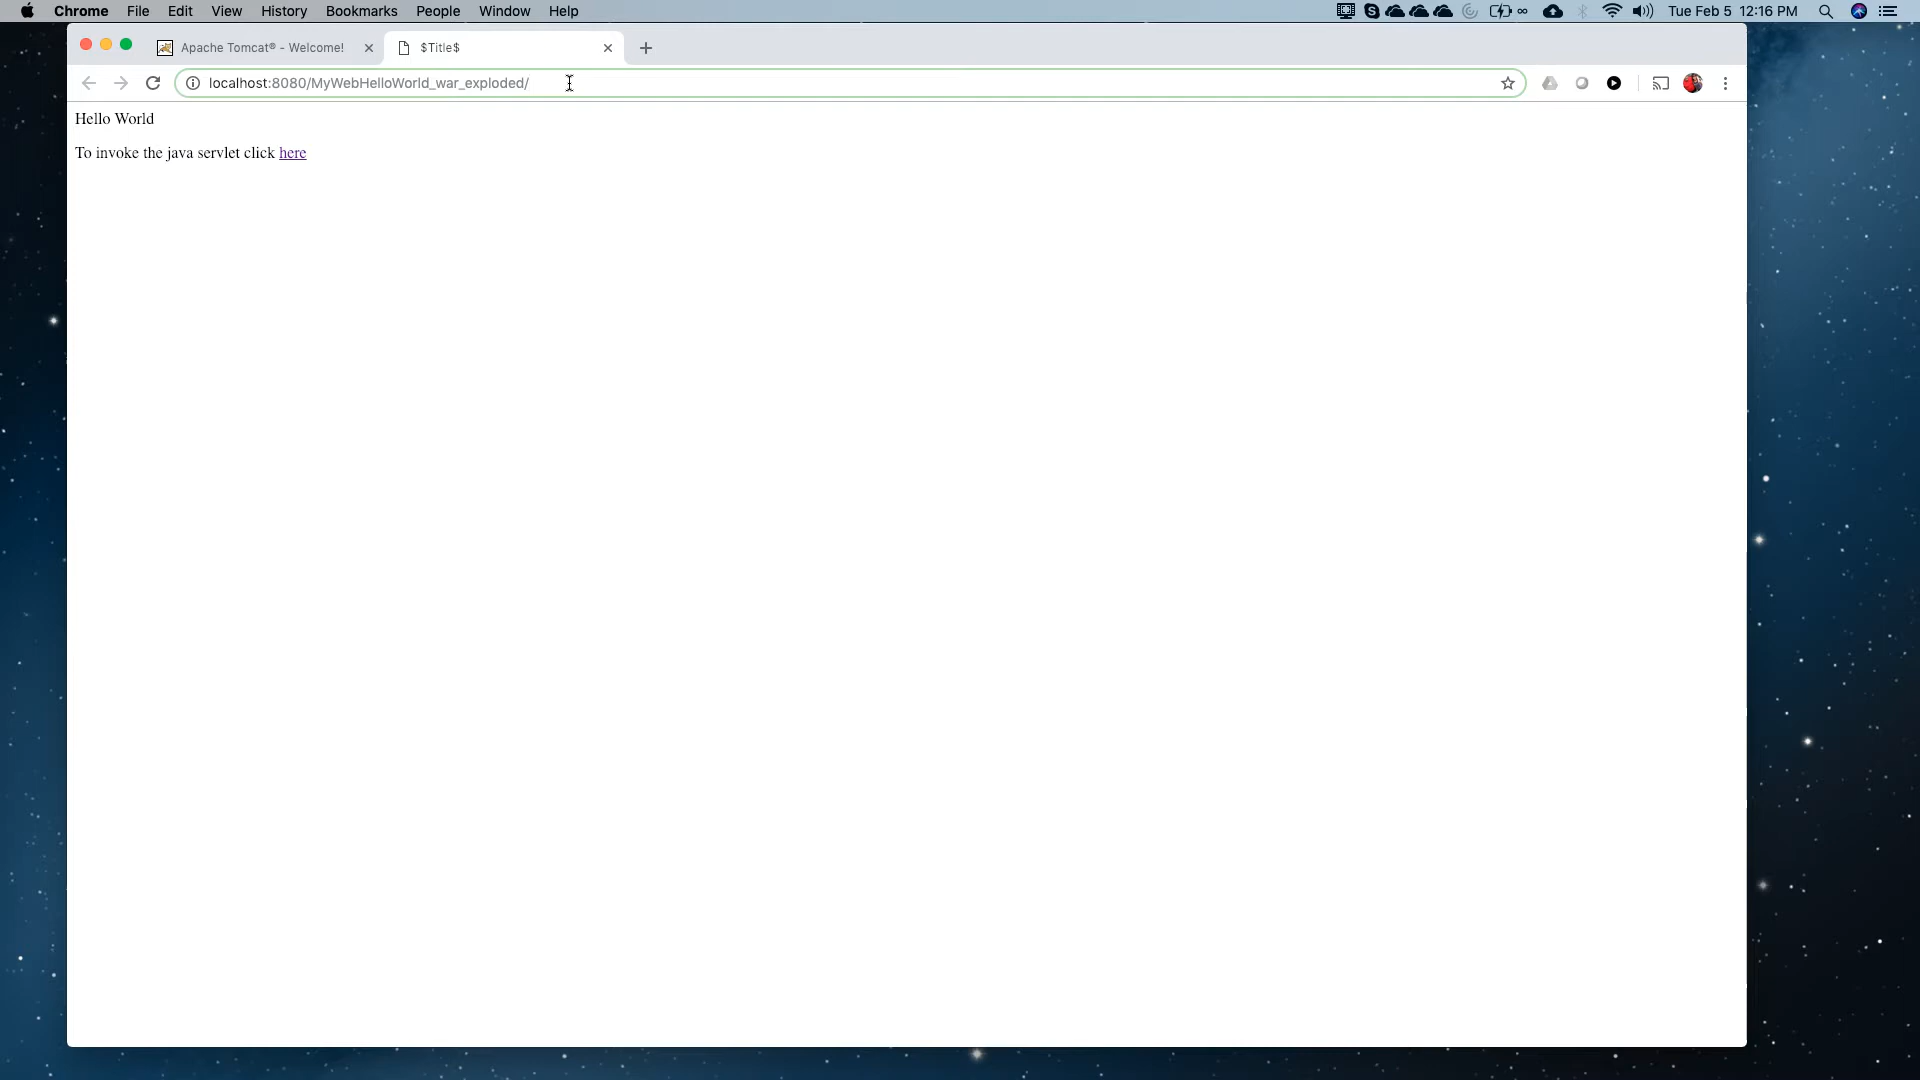 Chrome File Edit View History Bookmarks People Window Help Tue Feb 5 12:16 PM
Apache Tomcat® - Welcome! $Title$
localhost:8080/MyWebHelloWorld_war_exploded/
Hello World
To invoke the java servlet click here